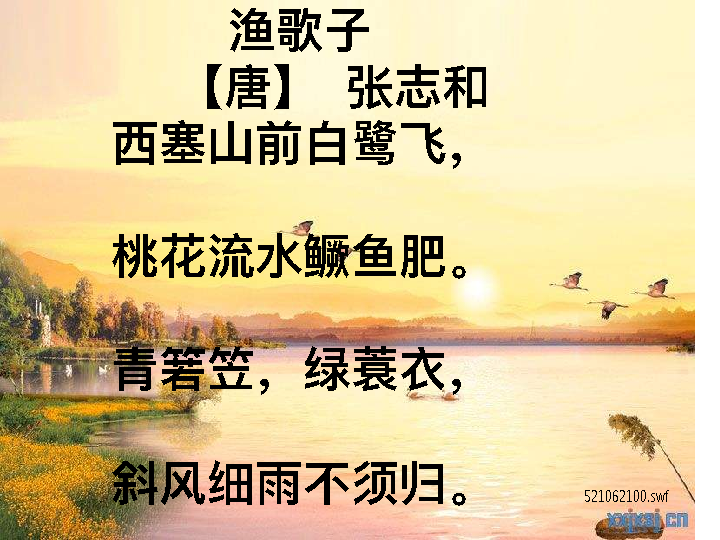 渔歌子
【唐】 张志和
西塞山前白鹭飞，
桃花流水鳜鱼肥。
青箬笠，绿蓑衣，
斜风细雨不须归。
521062100.swf
xxjxsj.cn